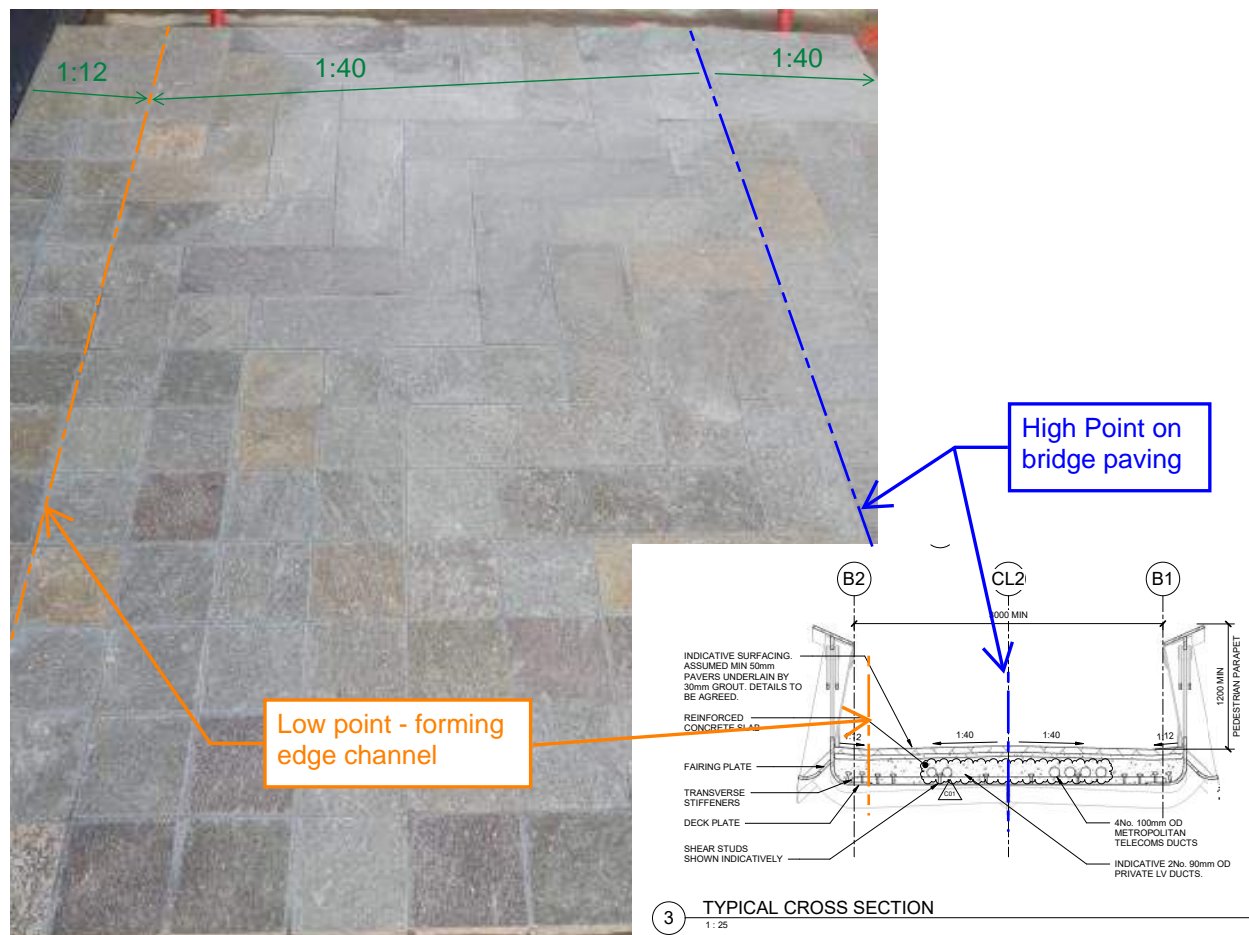 1:12
1:40
1:40
High Point on
bridge paving
Low point - forming
edge channel
B2
CL2
B1
000 MIN
INDICATIVE SURFACING.
ASSUMED MIN 50mm
PAVERS UNDERLAIN BY
30mm GROUT. DETAILS TO
BE AGREED.
REINFORCED
CONCRETE SLAB
FAIRING PLATE
TRANSVERSE
STIFFENERS
DECK PLATE
SHEAR STUDS
SHOWN INDICATIVELY
1:12
1:40
1:40
1:12
1200 MIN
PEDESTRIAN PARAPET
C01
4No. 100mm OD
METROPOLITAN
TELECOMS DUCTS
INDICATIVE 2No. 90mm OD
PRIVATE LV DUCTS.
3
TYPICAL CROSS SECTION
1 : 25